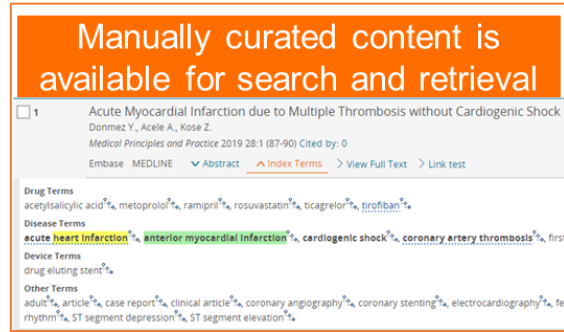 Manually curated content is
available for search and retrieval
1 Acute Myocardial Infarction due to Multiple Thrombosis without Cardiogenic Shock
Donmez Y., Acele A., Kose Z.
Medical Principles and Practice 2019 28:1 (87-90) Cited by: 0
Embase MEDLINE Abstract Index Terms View Full Text Link test
Drug Terms
acetylsalicylic acid, metoprolol, ramipril, rosuvastatin, ticagrelor, tirofiban
Disease Terms
acute heart infarction, anterior myocardial infarction, cardiogenic shock, coronary artery thrombosis, first
Device Terms
drug eluting stent
Other Terms
adult, article, case report, clinical article, coronary angiography, coronary stenting, electrocardiography, fe
rhythm, ST segment depression, ST segment elevation